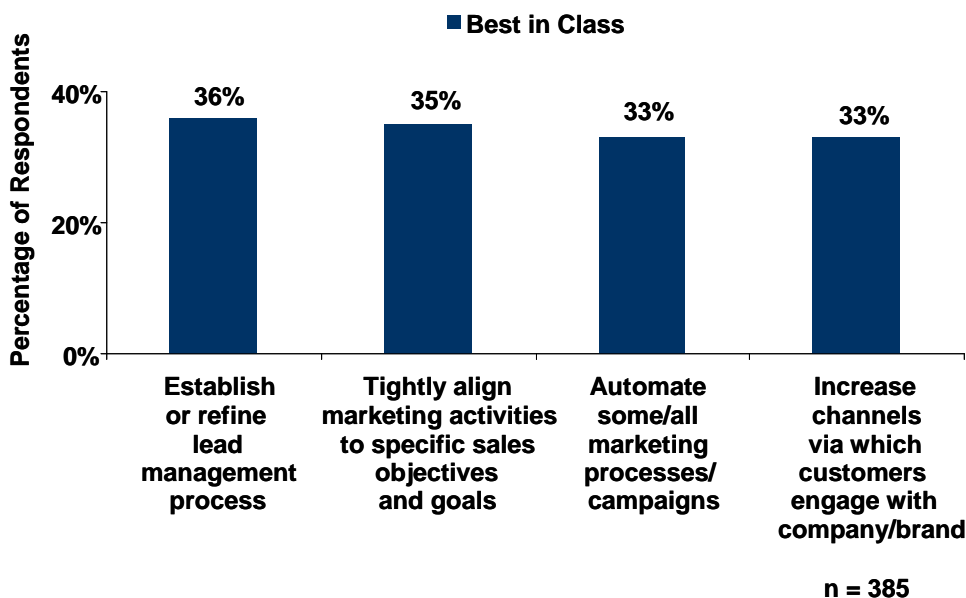 Best in Class
Percentage of Respondents
40%
20%
0%
36%
35%
33%
33%
Establish
or refine
lead
management
process
Tightly align
marketing activities
to specific sales
objectives
and goals
Automate
some/all
marketing
processes/
campaigns
Increase
channels
via which
customers
engage with
company/brand
n = 385